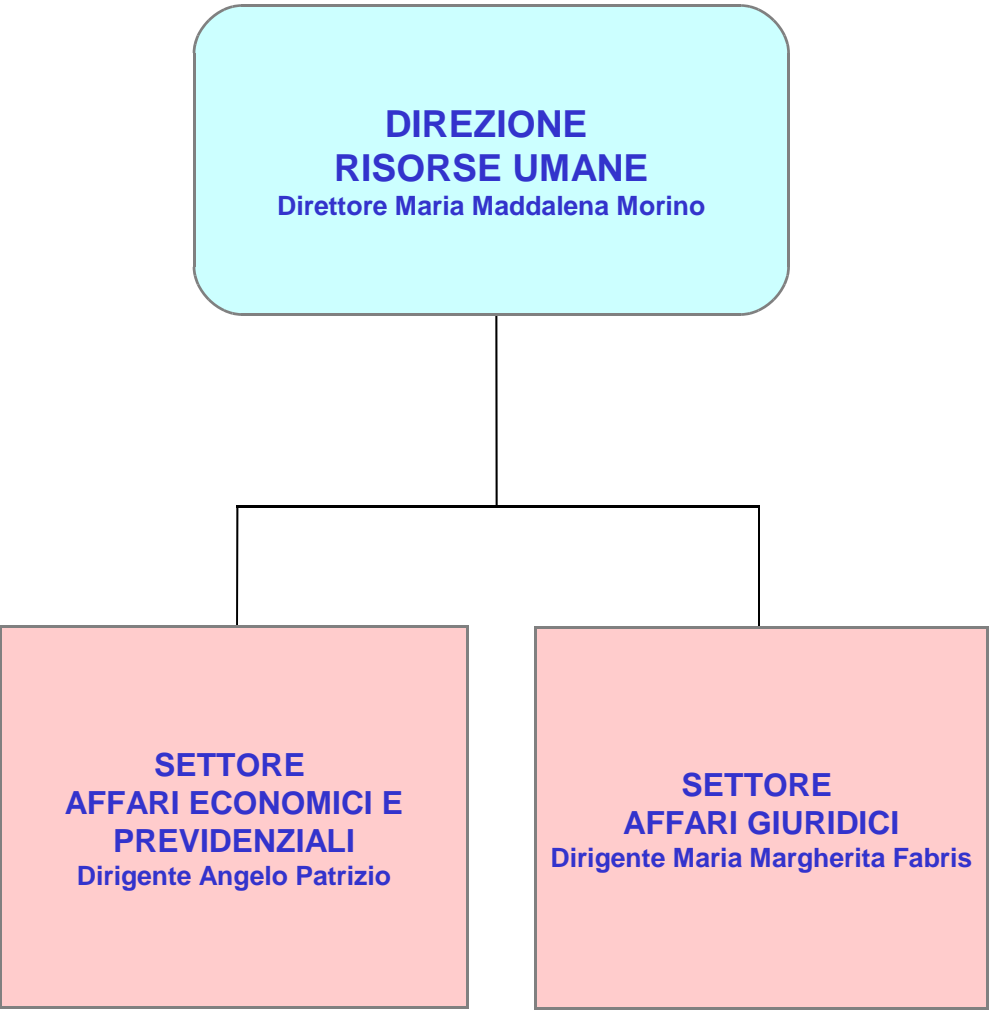 DIREZIONE
RISORSE UMANE
Direttore Maria Maddalena Morino
SETTORE
AFFARI ECONOMICI E
PREVIDENZIALI
Dirigente Angelo Patrizio
SETTORE
AFFARI GIURIDICI
Dirigente Maria Margherita Fabris